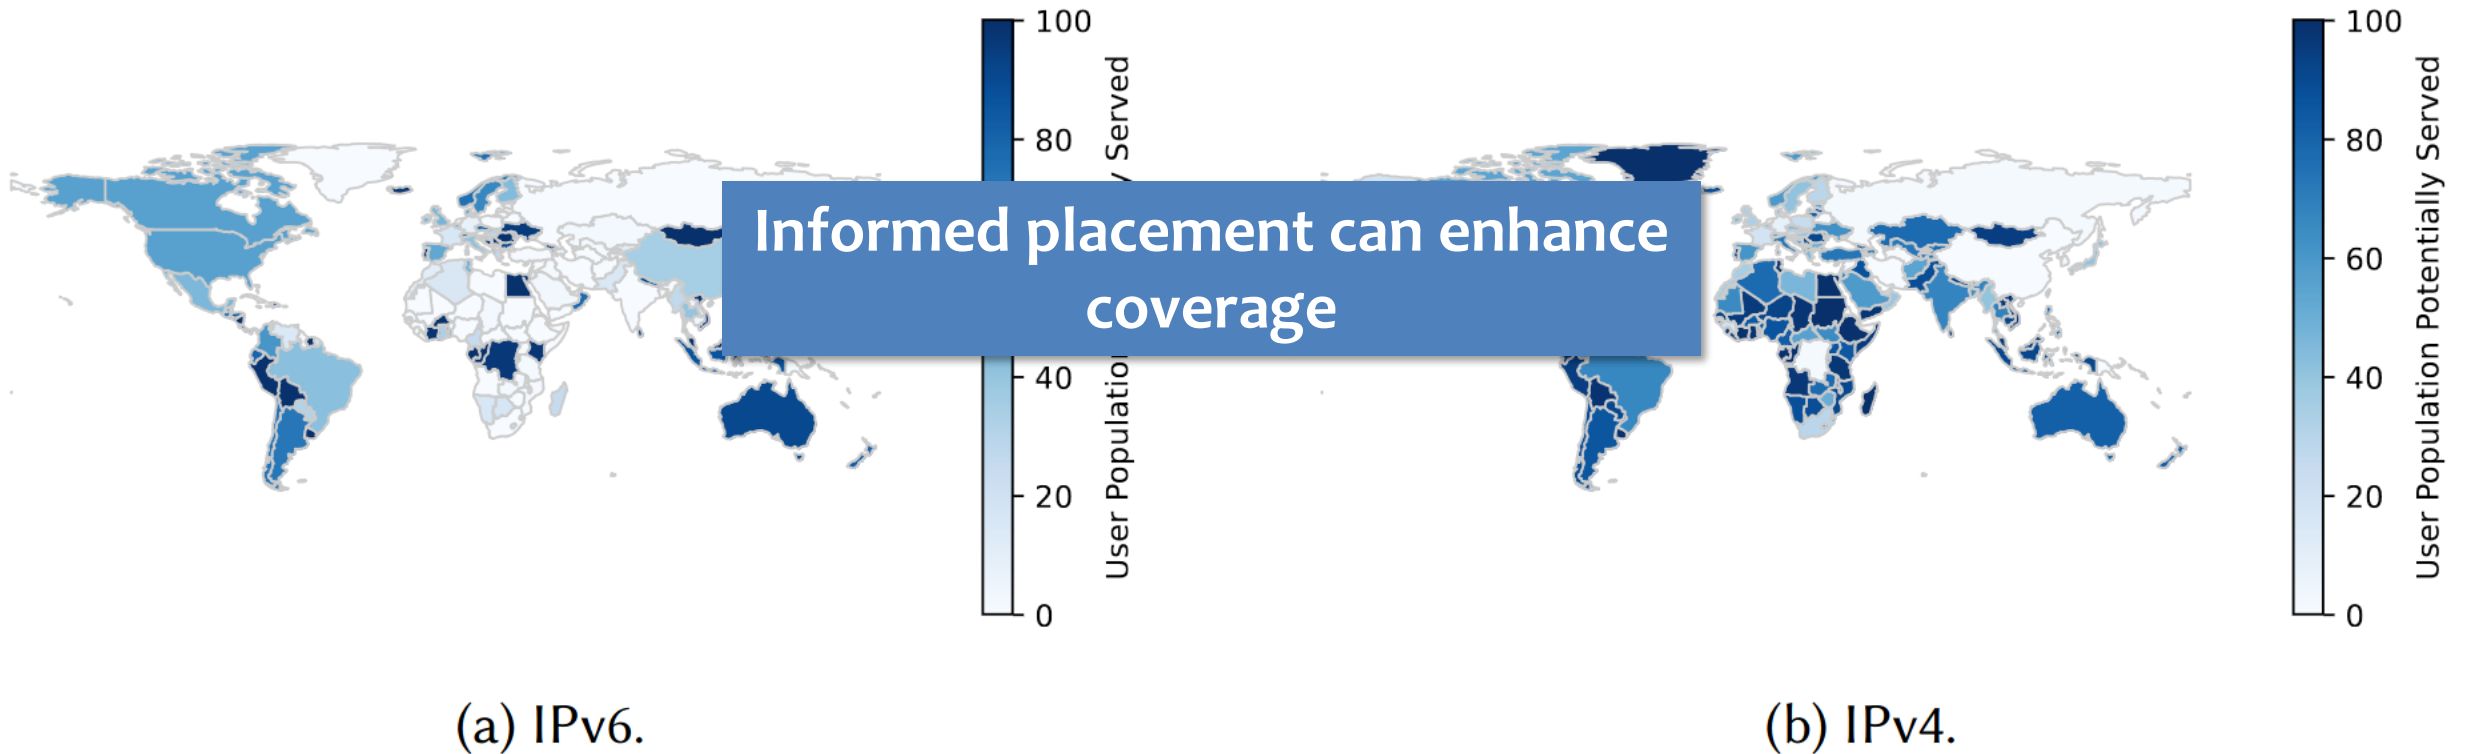 100
80
40
20
0
User Population
y Served
Informed placement can enhance
coverage
100
80
60
40
20
0
User Population Potentially Served
(a) IPv6.
(b) IPv4.